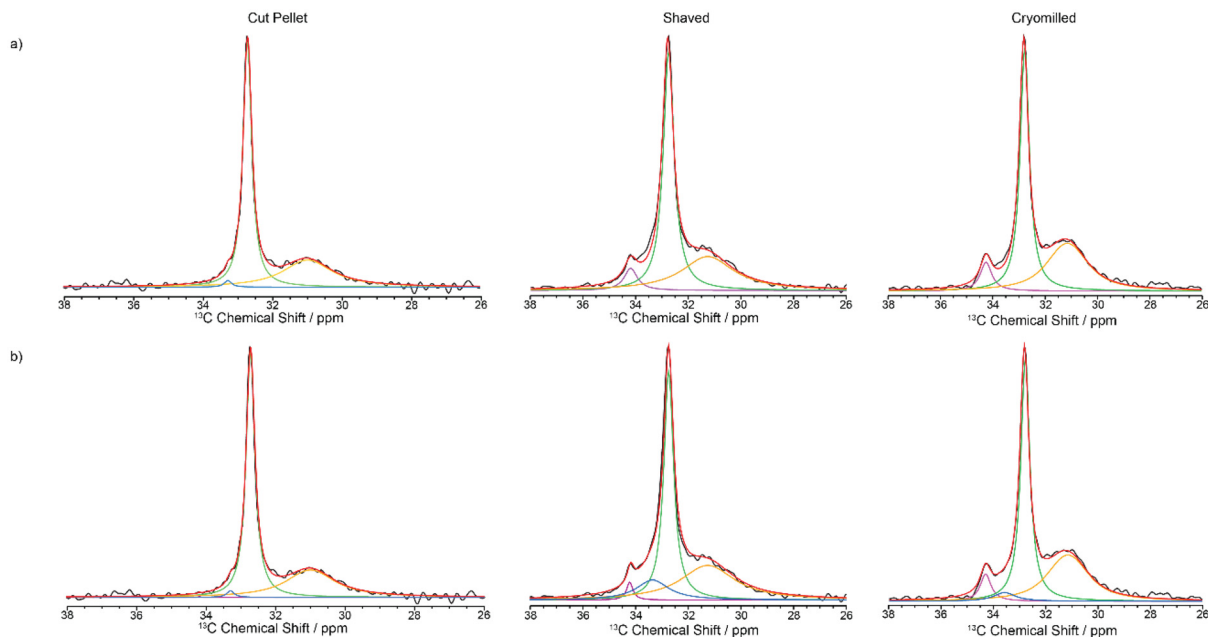 Cut Pellet Shaved Cryomilled
a)
38 36 34 32 30 28 26
¹³C Chemical Shift / ppm
38 36 34 32 30 28 26
¹³C Chemical Shift / ppm
38 36 34 32 30 28 26
¹³C Chemical Shift / ppm
b)
38 36 34 32 30 28 26
¹³C Chemical Shift / ppm
38 36 34 32 30 28 26
¹³C Chemical Shift / ppm
38 36 34 32 30 28 26
¹³C Chemical Shift / ppm